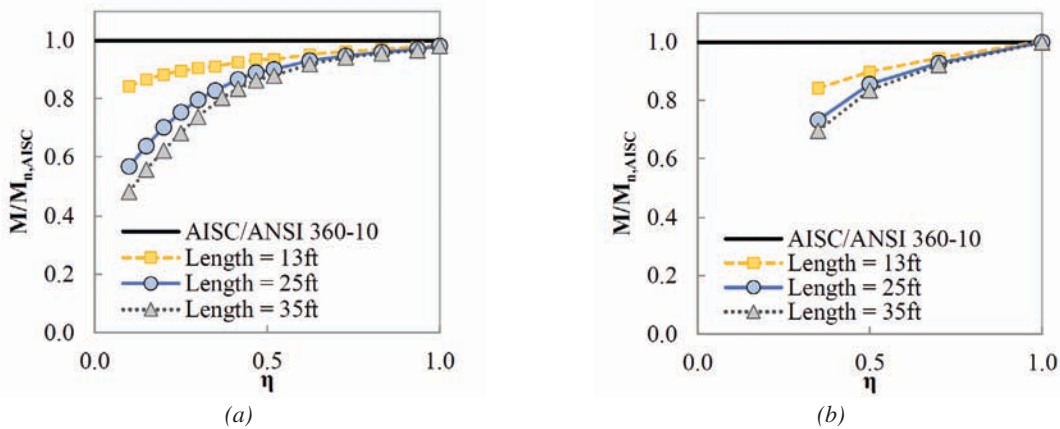 1.0
0.8
0.6
0.4
0.2
0.0
M/Mn,AISC
AISC/ANSI 360-10
Length = 13ft
Length = 25ft
Length = 35ft
0.0 0.5 1.0
η
(a)
1.0
0.8
0.6
0.4
0.2
0.0
M/Mn,AISC
AISC/ANSI 360-10
Length = 13ft
Length = 25ft
Length = 35ft
0.0 0.5 1.0
η
(b)